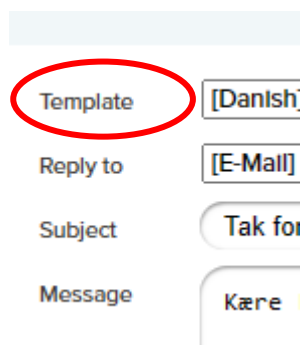 Template [Danish]
Reply to [E-Mail]
Subject Tak for
Message Kære